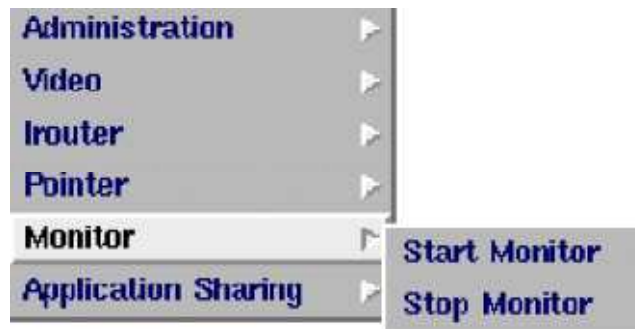 Administration
Video
Irouter
Pointer
Monitor
Application Sharing
Start Monitor
Stop Monitor